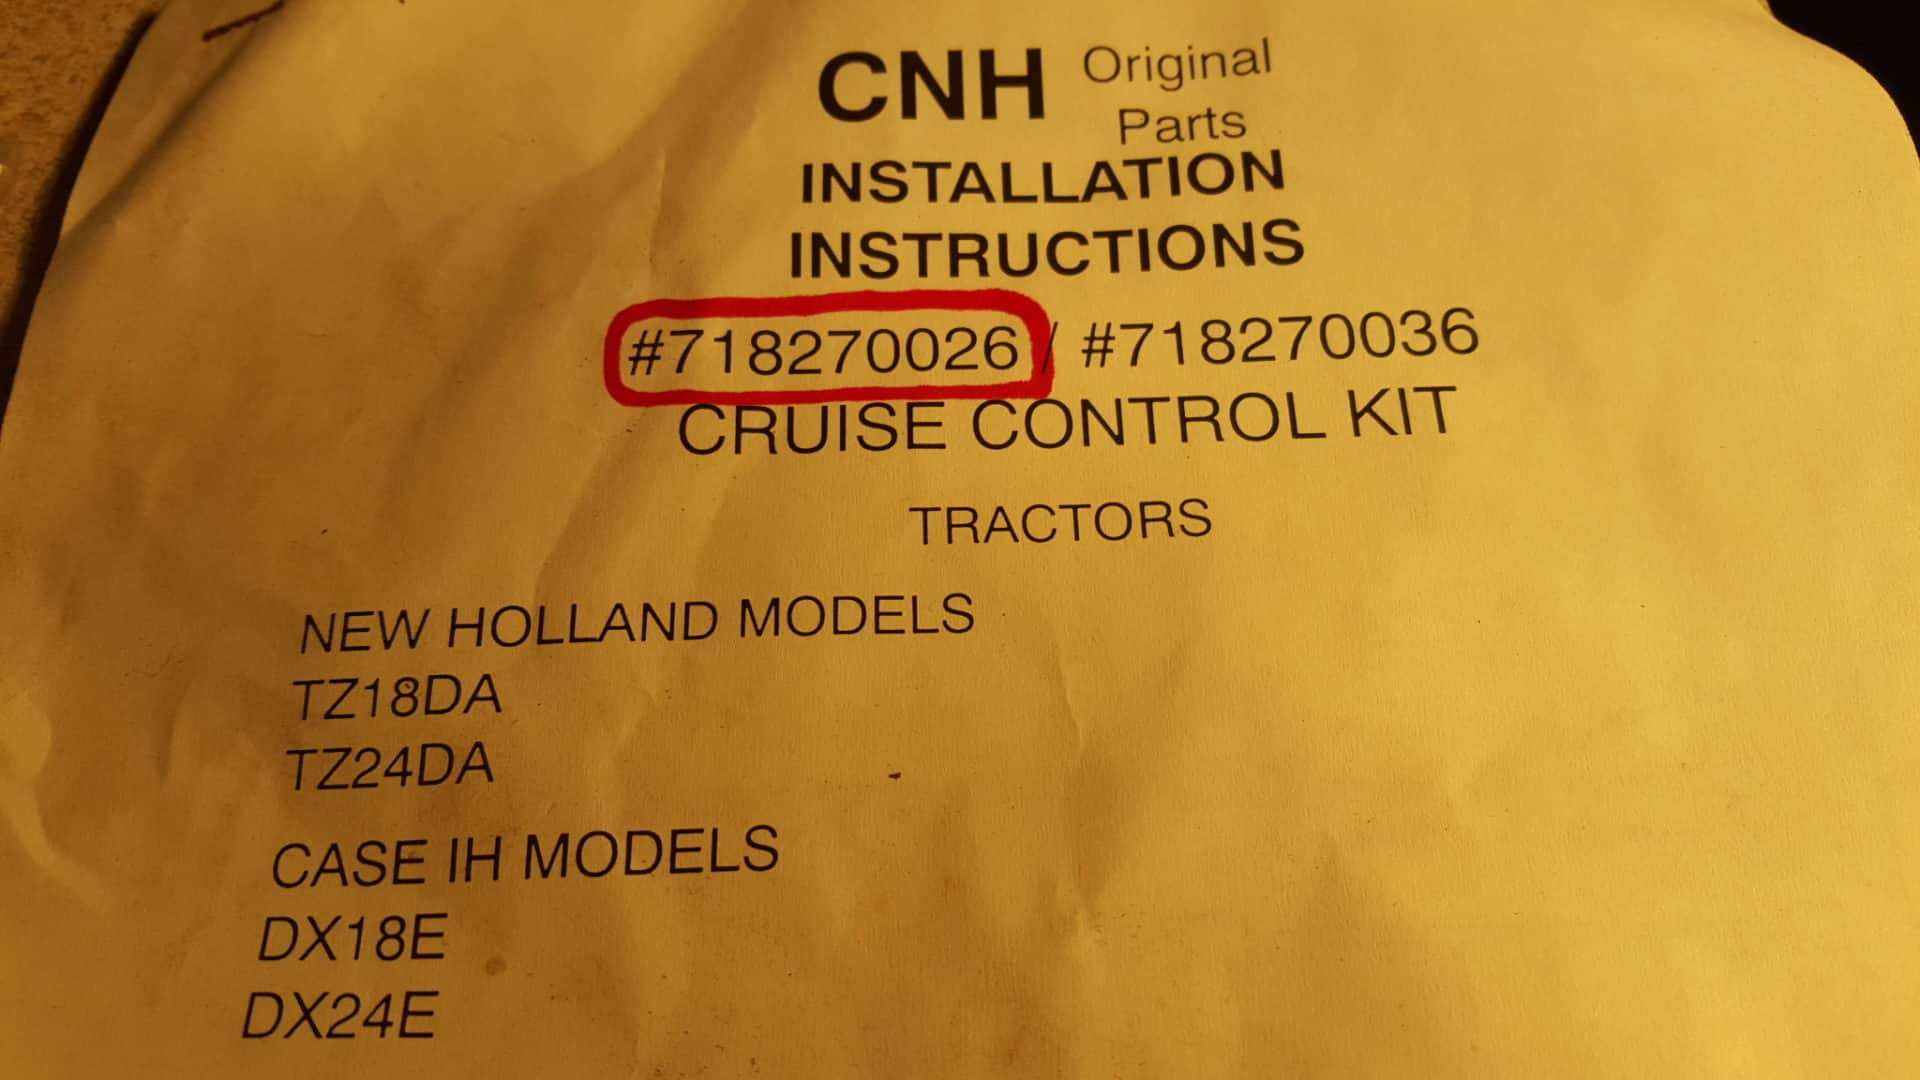 CNH Original
Parts
INSTALLATION
INSTRUCTIONS
#718270026 / #718270036
CRUISE CONTROL KIT
TRACTORS
NEW HOLLAND MODELS
TZ18DA
TZ24DA
CASE IH MODELS
DX18E
DX24E